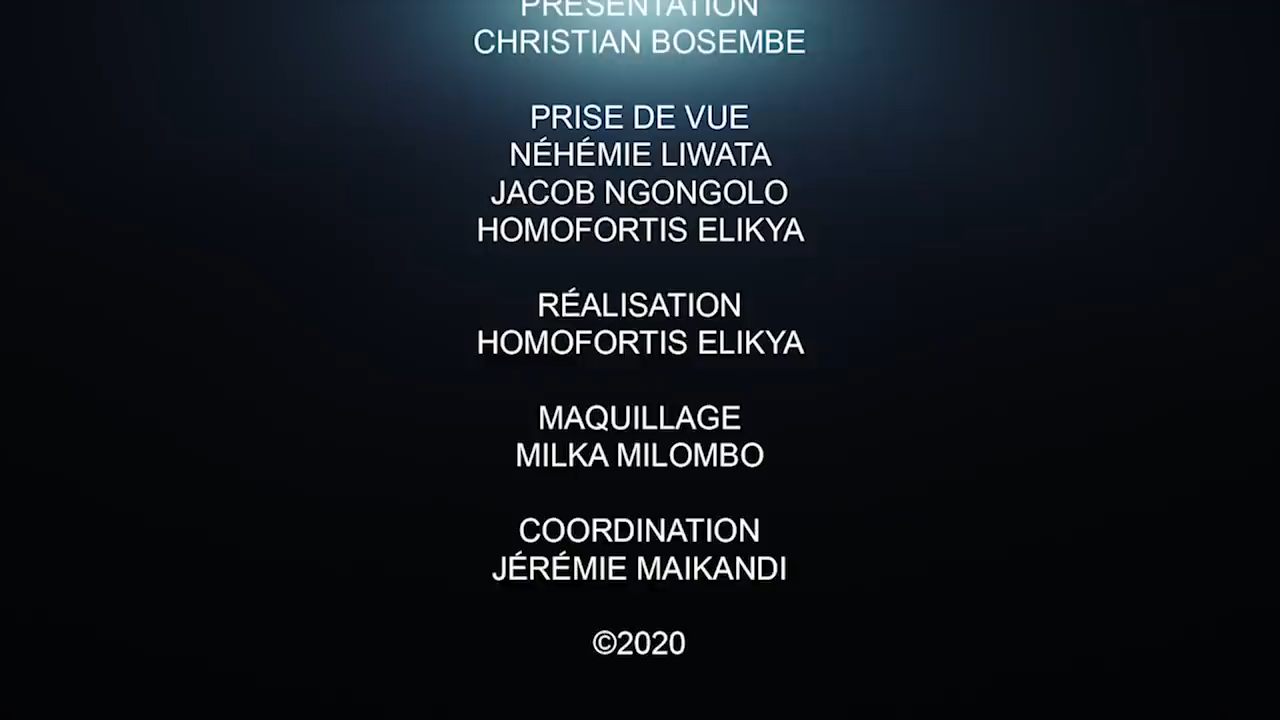 PRÉSENTATION
CHRISTIAN BOSEMBE
PRISE DE VUE
NÉHÉMIE LIWATA
JACOB NGONGOLO
HOMOFORTIS ELIKYA
RÉALISATION
HOMOFORTIS ELIKYA
MAQUILLAGE
MILKA MILOMBO
COORDINATION
JÉRÉMIE MAIKANDI
©2020